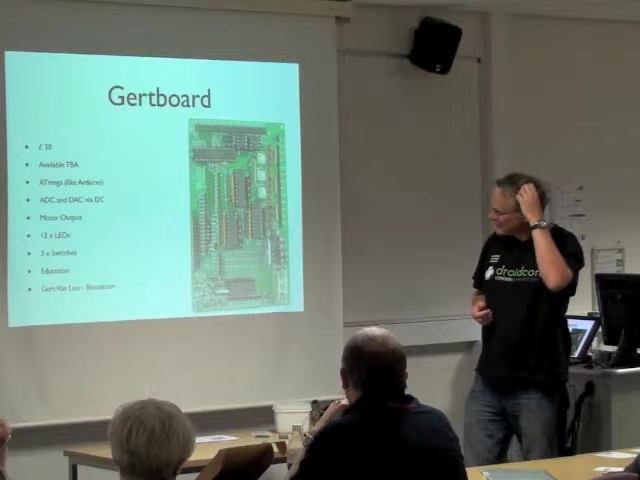 Gertboard
£ 30
Available TBA
ATmega (like Arduino)
ADC and DAC via I2C
Motor Output
12 x LEDs
3 x Switches
Education
Gert Van Loo - Broadcom
droidcon
LONDON